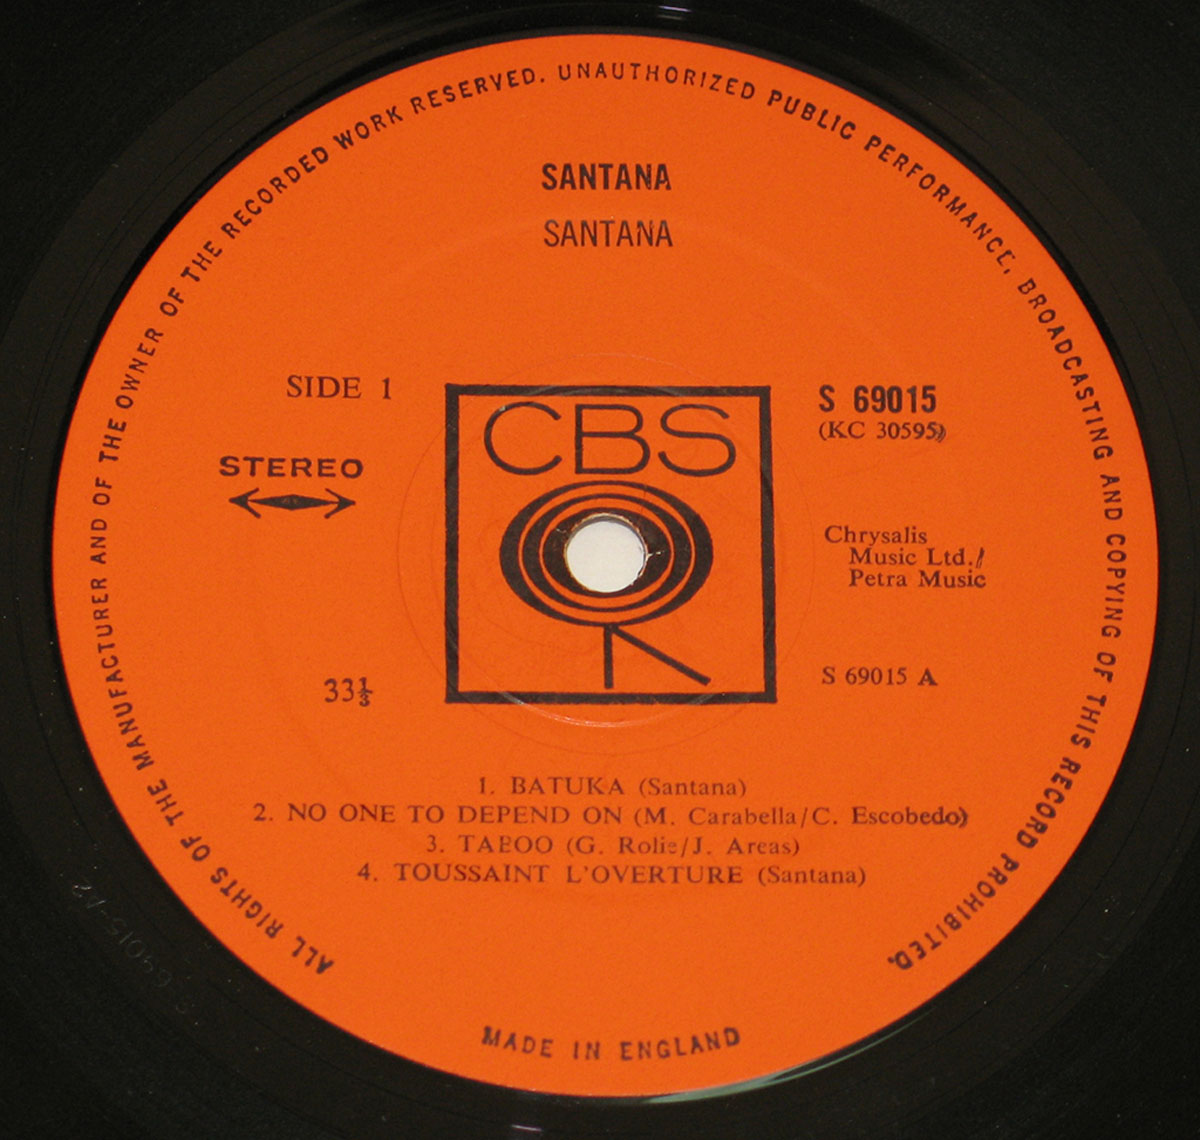 ALL RIGHTS OF THE MANUFACTURER AND OF THE OWNER OF THE RECORDED WORK RESERVED. UNAUTHORIZED PUBLIC PERFORMANCE, BROADCASTING AND COPYING OF THIS RECORD PROHIBITED.
SANTANA
SANTANA
SIDE 1
STEREO
33⅓
CBS
S 69015
(KC 30595)
Chrysalis
Music Ltd./
Petra Music
S 69015 A
1. BATUKA (Santana)
2. NO ONE TO DEPEND ON (M. Carabella/C. Escobedo)
3. TABOO (G. Rolie/J. Areas)
4. TOUSSAINT L'OVERTURE (Santana)
MADE IN ENGLAND